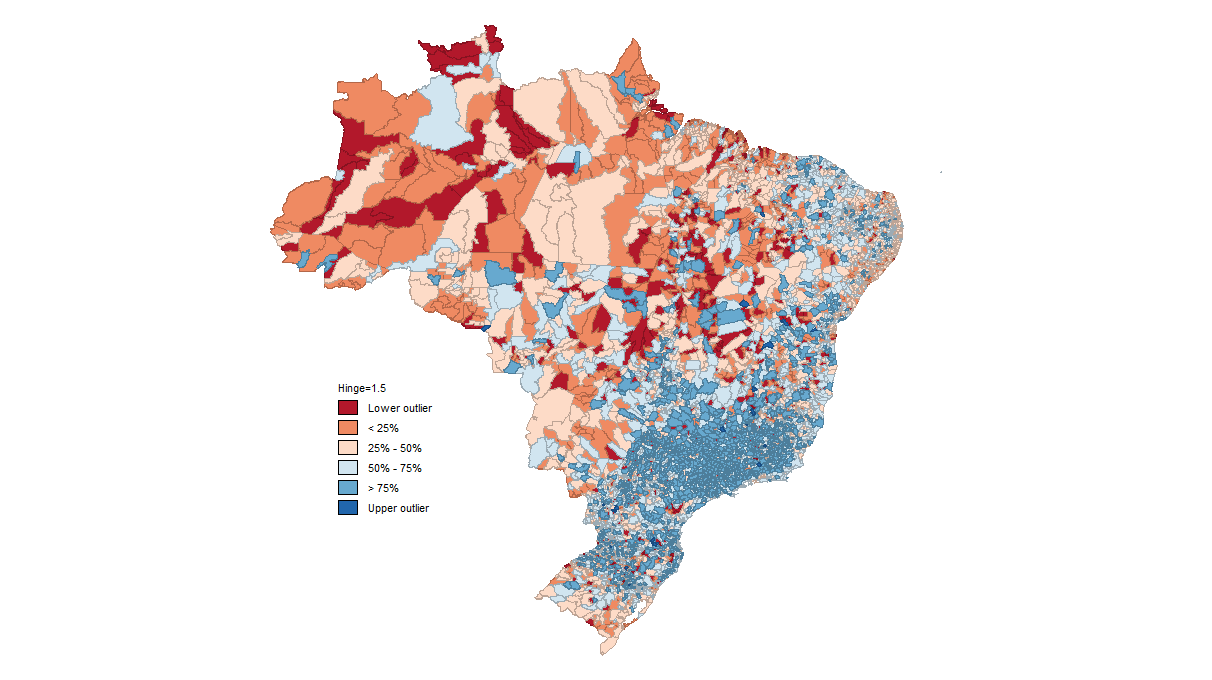 Hinge=1.5
Lower outlier
< 25%
25% - 50%
50% - 75%
> 75%
Upper outlier